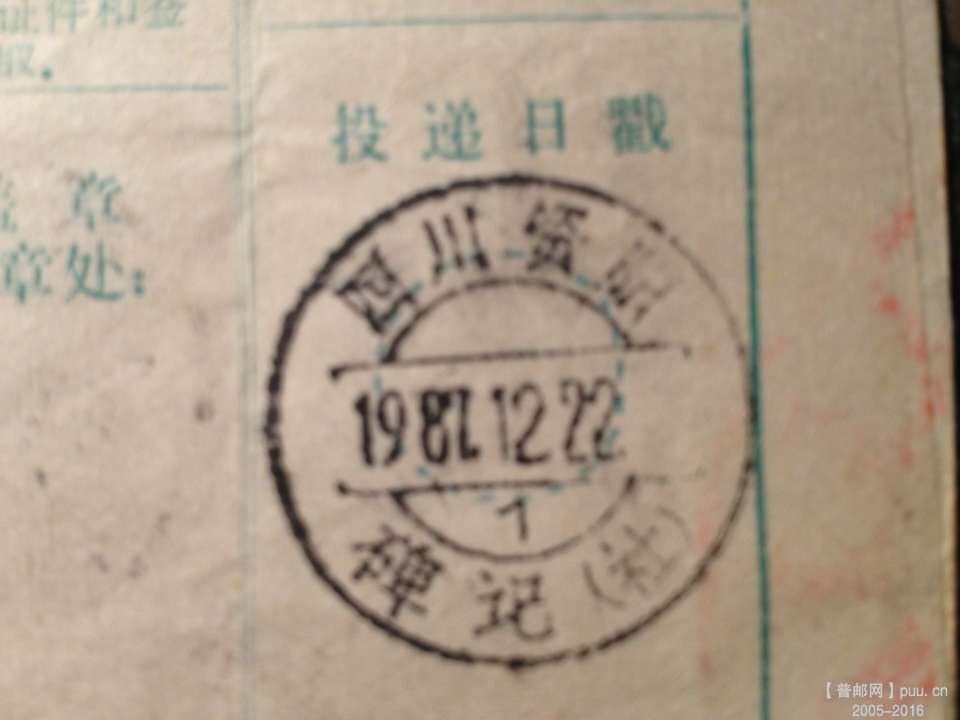 证件和签
取.
投递日戳
盖章
章处:
四川资阳
1987.12.22
1
碑记(社)
【普邮网】puu.cn
2005-2016